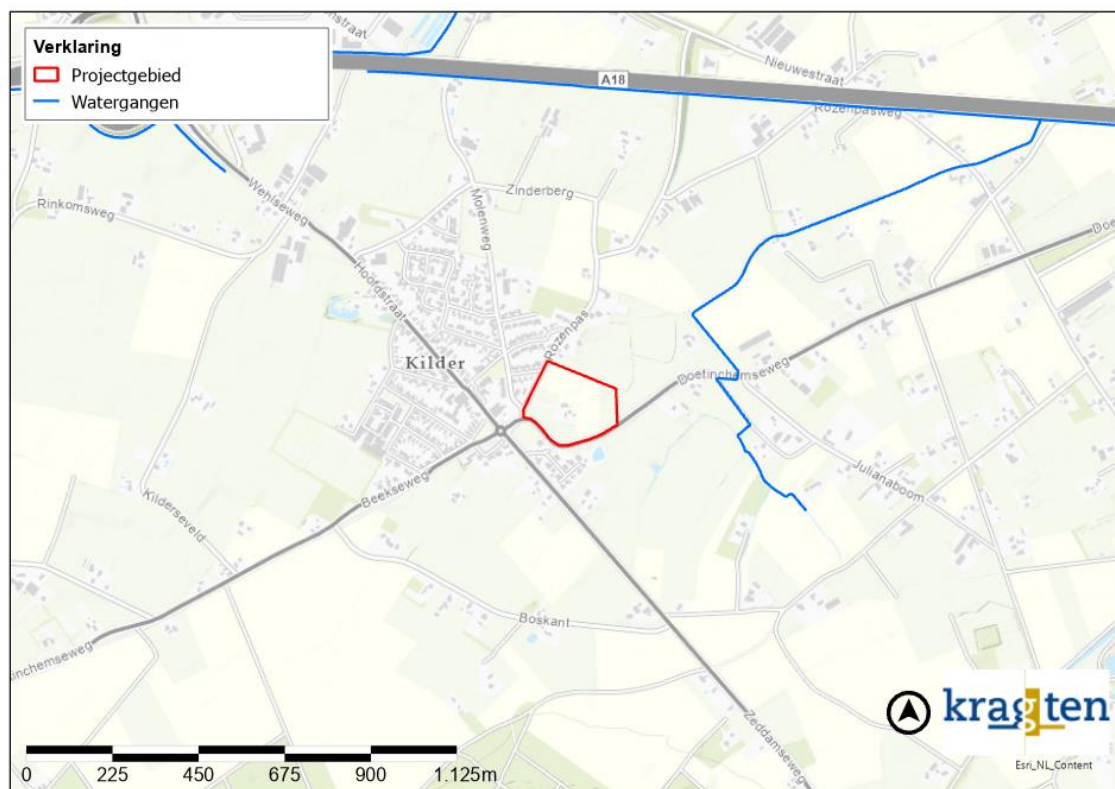 Verklaring
Projectgebied
Watergangen
A18
Nieuwestraat
Rozenpasweg
Wehlseweg
Rinkomsweg
Molenweg
Zinderberg
Hoofdstraat
Rozenpas
Kilder
Doetinchemseweg
Beekseweg
Kilderseveld
Julianaboom
Boskant
Zeddamseweg
kragten
0 225 450 675 900 1.125m
Esri_NL_Content